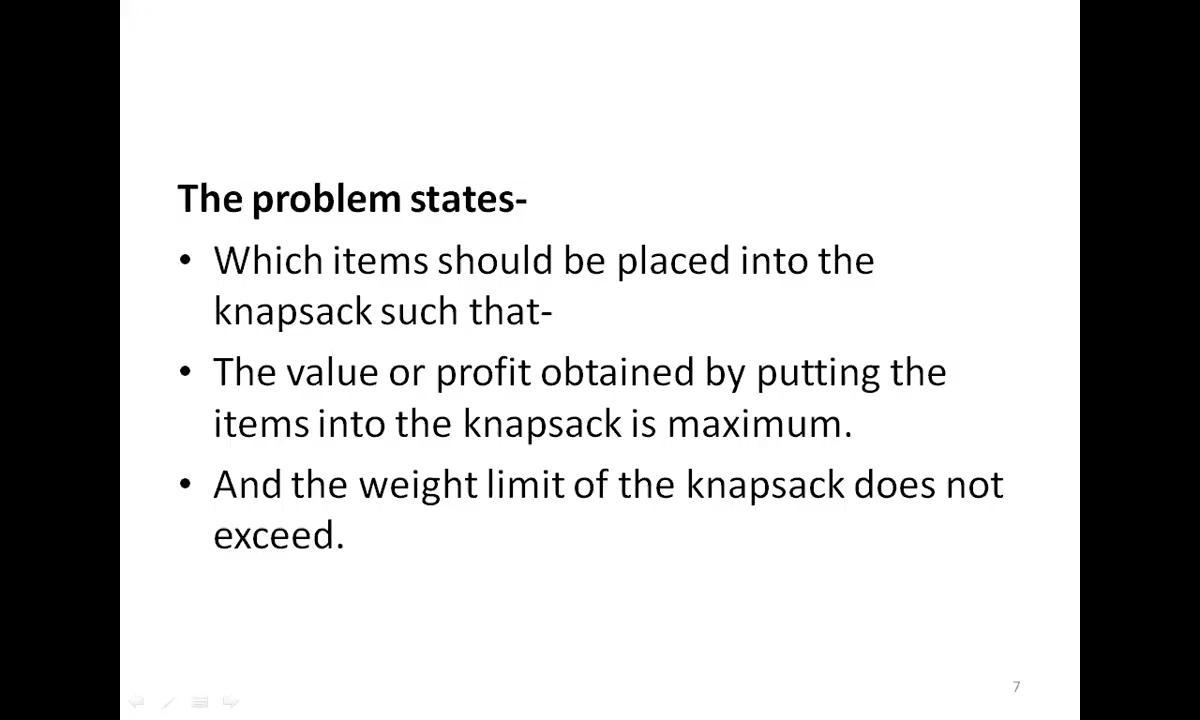 The problem states-
• Which items should be placed into the
knapsack such that-
• The value or profit obtained by putting the
items into the knapsack is maximum.
• And the weight limit of the knapsack does not
exceed.
7